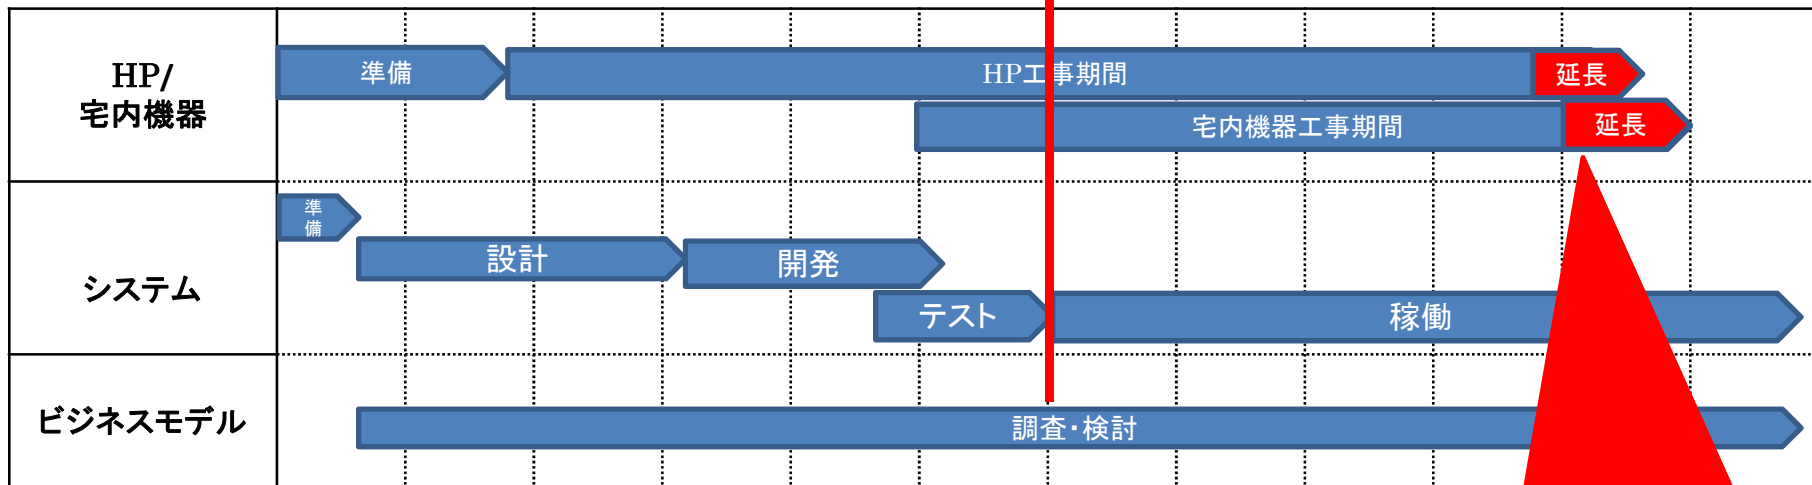 HP/
宅内機器
準備
HP工事期間
延長
宅内機器工事期間
延長
システム
準
備
設計
開発
テスト
稼働
ビジネスモデル
調査・検討